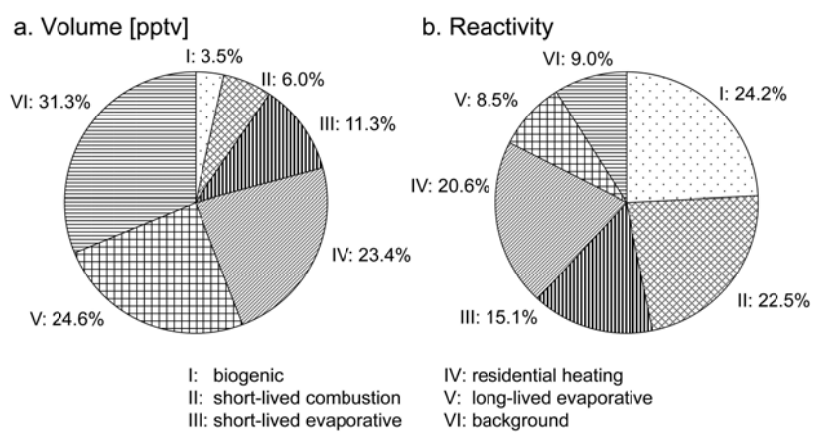 a. Volume [pptv]
I: 3.5%
II: 6.0%
III: 11.3%
IV: 23.4%
V: 24.6%
VI: 31.3%
b. Reactivity
I: 24.2%
II: 22.5%
III: 15.1%
IV: 20.6%
V: 8.5%
VI: 9.0%
I: biogenic
II: short-lived combustion
III: short-lived evaporative
IV: residential heating
V: long-lived evaporative
VI: background